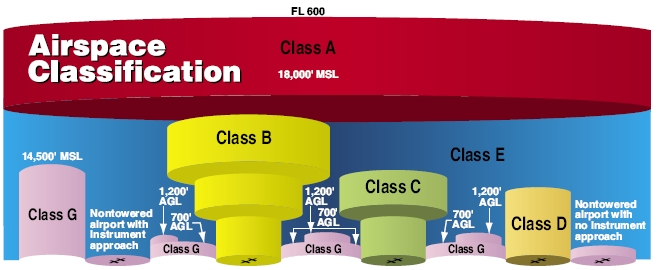 FL 600
Airspace
Classification
Class A
18,000' MSL
Class B
Class E
14,500' MSL
Class G
Nontowered
airport with
Instrument
approach
1,200'
AGL
700'
AGL
Class G
1,200'
AGL
700'
AGL
Class G
Class C
700'
AGL
1,200'
AGL
Class G
Class D
Nontowered
airport with
no Instrument
approach